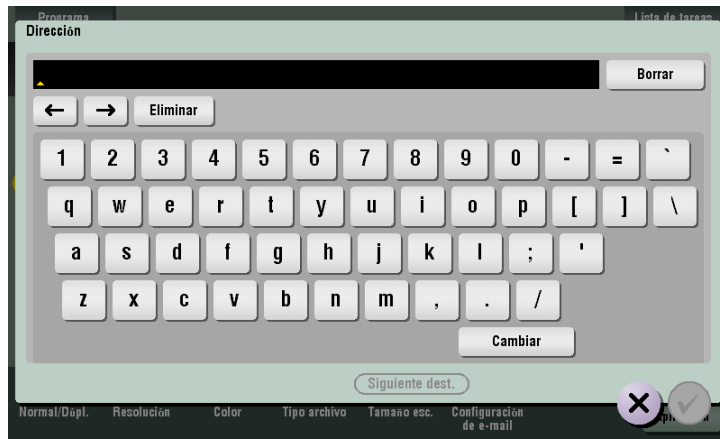 Programa
Lista de tareas
Dirección
Borrar
← → Eliminar
1 2 3 4 5 6 7 8 9 0 - = `
q w e r t y u i o p [ ] \
a s d f g h j k l ; '
z x c v b n m , . /
Cambiar
Siguiente dest.
Normal/Dúpl. Resolución Color Tipo archivo Tamaño esc. Configuración
de e-mail